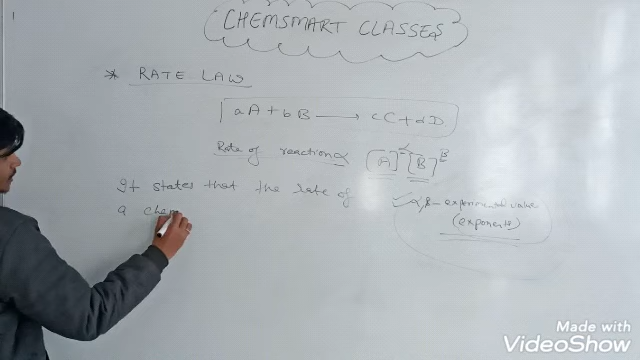 CHEMSMART CLASSES
* RATE LAW
aA + bB → cC + dD
Rate of reaction ∝ [A]^α [B]^β
It states that the rate of
a chem
✓ α, β - experimental value
(exponents)
Made with
VideoShow